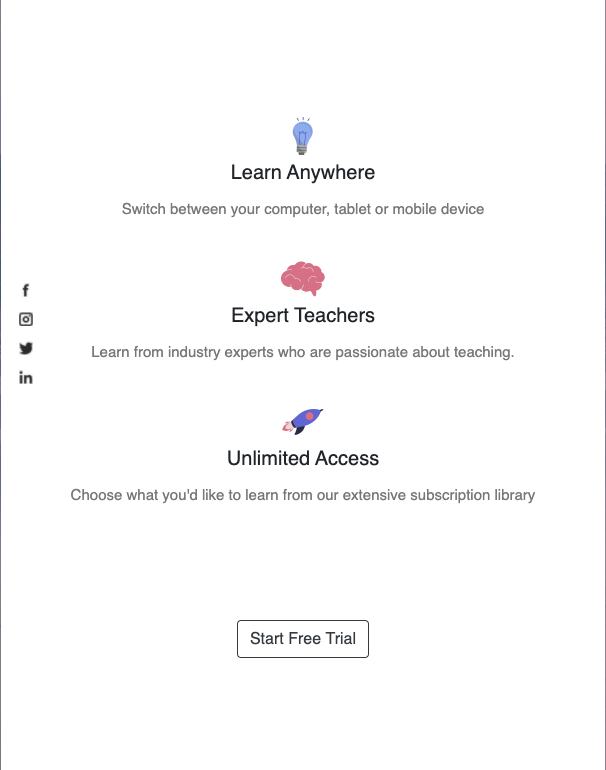 Learn Anywhere
Switch between your computer, tablet or mobile device
Expert Teachers
Learn from industry experts who are passionate about teaching.
Unlimited Access
Choose what you'd like to learn from our extensive subscription library
Start Free Trial